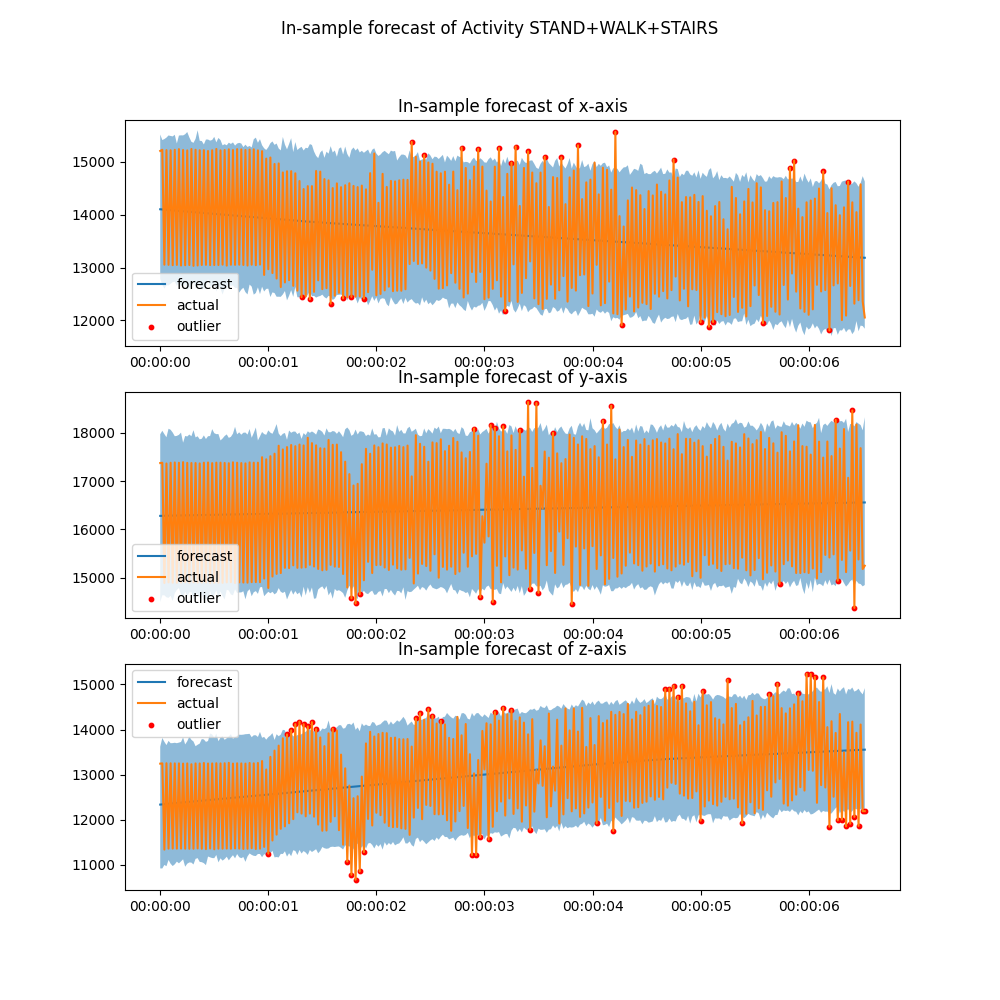 In-sample forecast of Activity STAND+WALK+STAIRS
In-sample forecast of x-axis
15000
14000
13000
12000
forecast
actual
outlier
00:00:00 00:00:01 00:00:02 00:00:03 00:00:04 00:00:05 00:00:06
In-sample forecast of y-axis
18000
17000
16000
15000
forecast
actual
outlier
00:00:00 00:00:01 00:00:02 00:00:03 00:00:04 00:00:05 00:00:06
In-sample forecast of z-axis
15000
14000
13000
12000
11000
forecast
actual
outlier
00:00:00 00:00:01 00:00:02 00:00:03 00:00:04 00:00:05 00:00:06